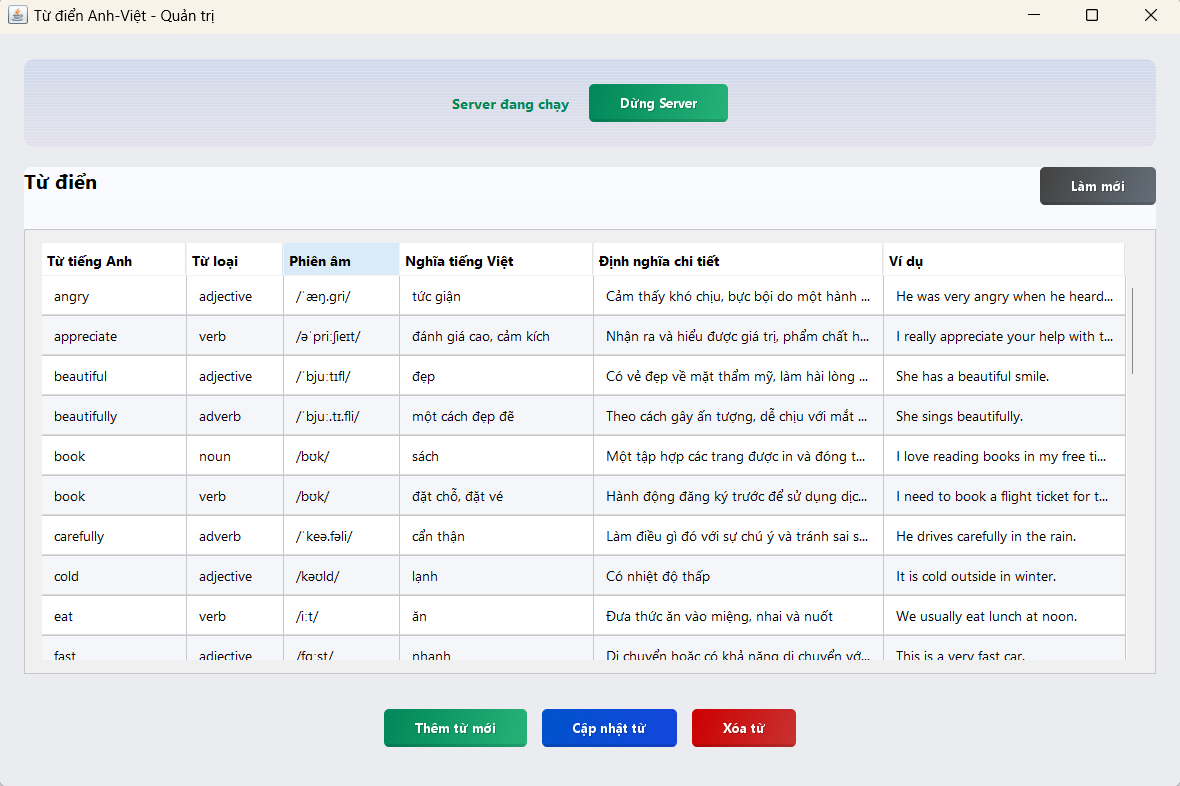 Từ điển Anh-Việt - Quản trị
Server đang chạy Dừng Server
Từ điển Làm mới
Từ tiếng Anh Từ loại Phiên âm Nghĩa tiếng Việt Định nghĩa chi tiết Ví dụ
angry adjective /ˈæŋ.ɡri/ tức giận Cảm thấy khó chịu, bực bội do một hành ... He was very angry when he heard...
appreciate verb /əˈpriːʃieɪt/ đánh giá cao, cảm kích Nhận ra và hiểu được giá trị, phẩm chất h... I really appreciate your help with t...
beautiful adjective /ˈbjuːtɪfl/ đẹp Có vẻ đẹp về mặt thẩm mỹ, làm hài lòng ... She has a beautiful smile.
beautifully adverb /ˈbjuː.tɪ.fli/ một cách đẹp đẽ Theo cách gây ấn tượng, dễ chịu với mắt ... She sings beautifully.
book noun /bʊk/ sách Một tập hợp các trang được in và đóng t... I love reading books in my free ti...
book verb /bʊk/ đặt chỗ, đặt vé Hành động đăng ký trước để sử dụng dịc... I need to book a flight ticket for t...
carefully adverb /ˈkeə.fəli/ cẩn thận Làm điều gì đó với sự chú ý và tránh sai s... He drives carefully in the rain.
cold adjective /kəʊld/ lạnh Có nhiệt độ thấp It is cold outside in winter.
eat verb /iːt/ ăn Đưa thức ăn vào miệng, nhai và nuốt We usually eat lunch at noon.
fast adjective /fɑːst/ nhanh Di chuyển hoặc có khả năng di chuyển vớ... This is a very fast car.
Thêm từ mới Cập nhật từ Xóa từ